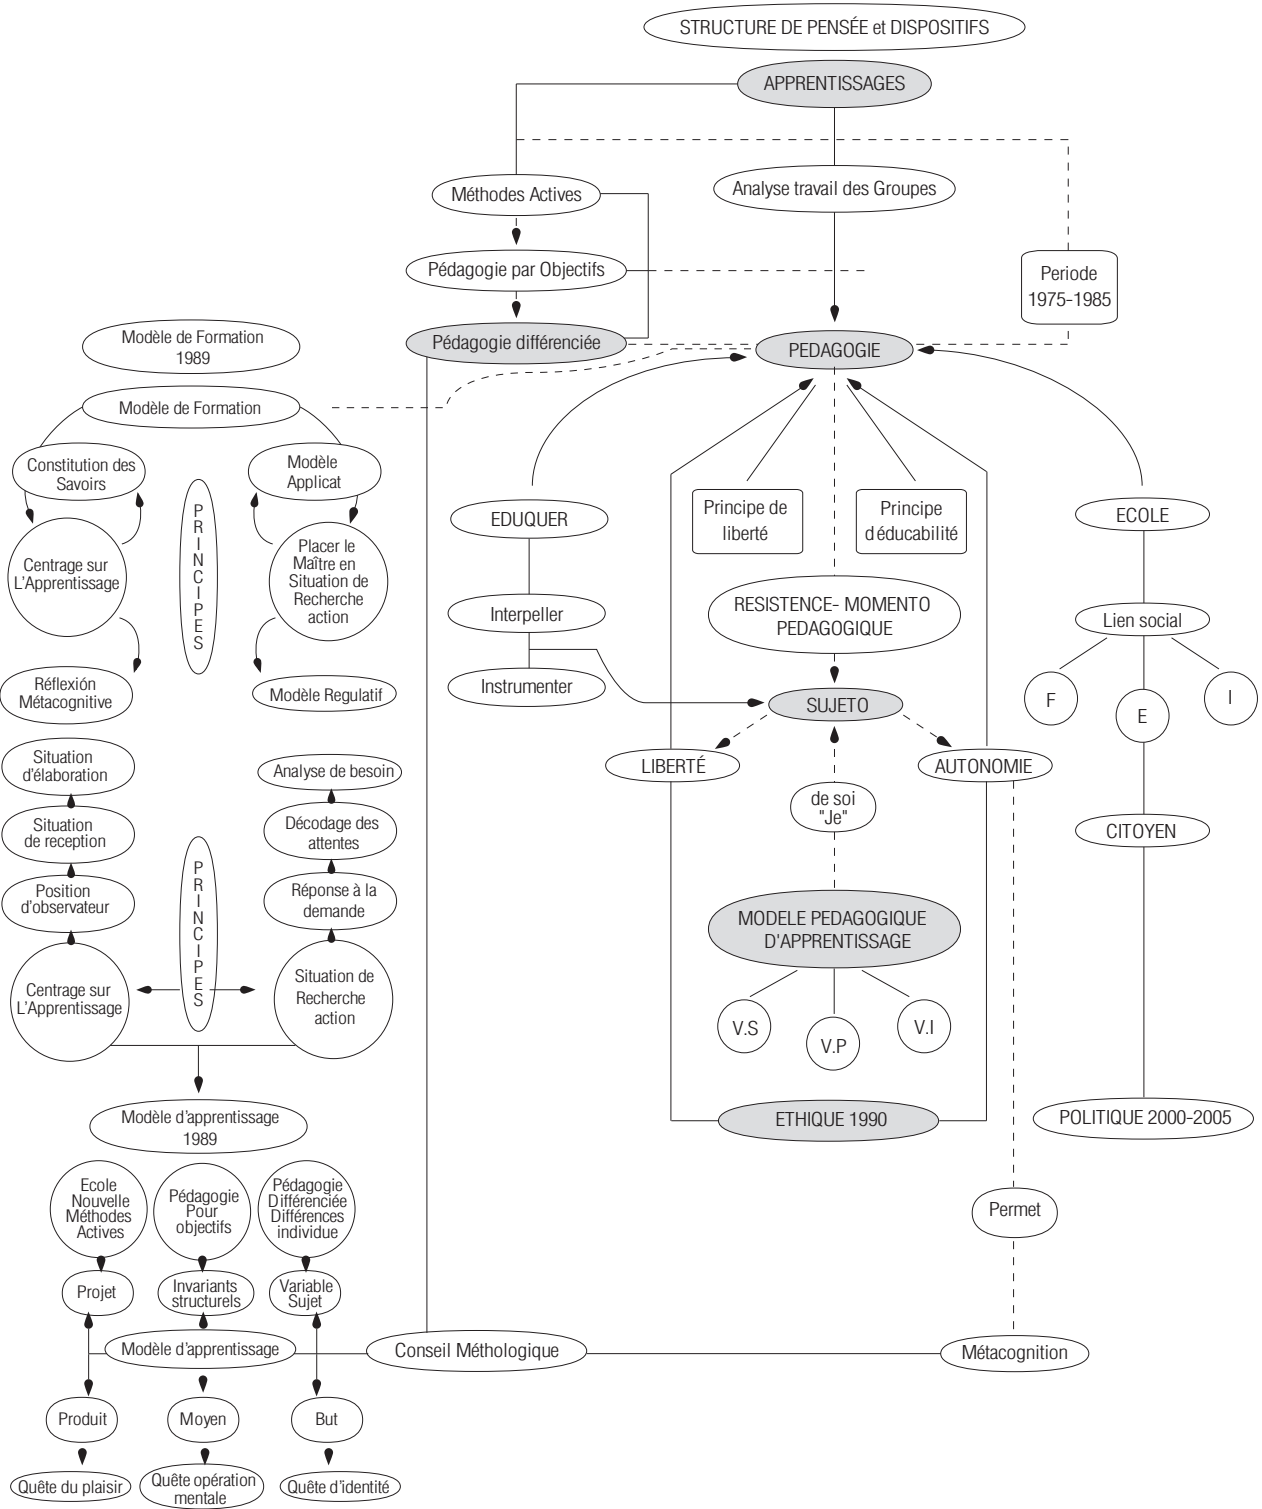 STRUCTURE DE PENSÉE et DISPOSITIFS
APPRENTISSAGES
Méthodes Actives
Analyse travail des Groupes
Pédagogie par Objectifs
Periode
1975-1985
Pédagogie différenciée
PEDAGOGIE
Modèle de Formation
1989
Modèle de Formation
Constitution des
Savoirs
Modèle
Applicat
PRINCIPES
Centrage sur
L'Apprentissage
Placer le
Maître en
Situation de
Recherche
action
Réflexión
Métacognitive
Modèle Regulatif
EDUQUER
Interpeller
Instrumenter
Principe de
liberté
Principe
d éducabilité
RESISTENCE- MOMENTO
PEDAGOGIQUE
SUJETO
LIBERTÉ
AUTONOMIE
de soi
"Je"
MODELE PEDAGOGIQUE
D'APPRENTISSAGE
V.S
V.P
V.I
ETHIQUE 1990
ECOLE
Lien social
F
E
I
CITOYEN
POLITIQUE 2000-2005
Situation
d'élaboration
Situation
de reception
Position
d'observateur
Centrage sur
L'Apprentissage
PRINCIPES
Analyse de besoin
Décodage des
attentes
Réponse à la
demande
Situation de
Recherche
action
Modèle d'apprentissage
1989
Ecole
Nouvelle
Méthodes
Actives
Pédagogie
Pour
objectifs
Pédagogie
Différenciée
Différences
individue
Projet
Invariants
structurels
Variable
Sujet
Modèle d'apprentissage
Conseil Méthologique
Permet
Métacognition
Produit
Moyen
But
Quête du plaisir
Quête opération
mentale
Quête d'identité